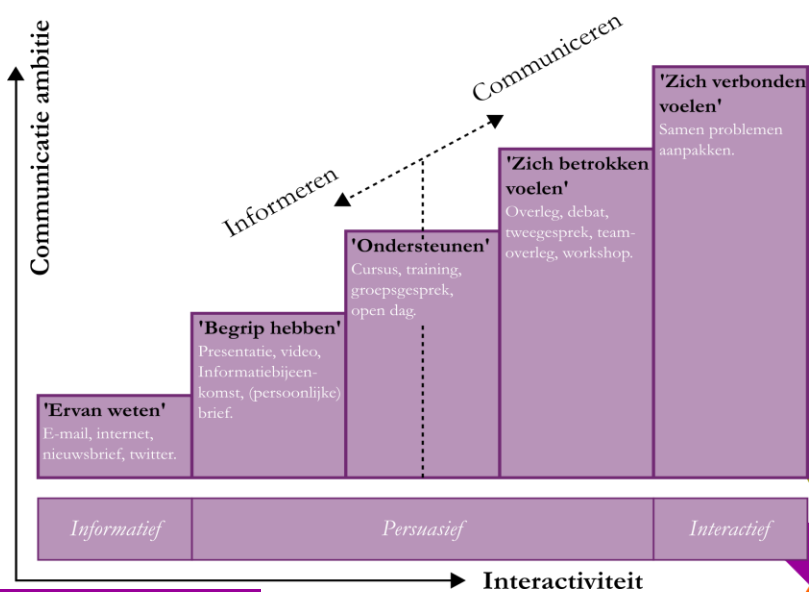 Communicatie ambitie
Informeren
Communiceren
'Ervan weten'
E-mail, internet,
nieuwsbrief, twitter.
'Begrip hebben'
Presentatie, video,
Informatiebijeen-
komst, (persoonlijke)
brief.
'Ondersteunen'
Cursus, training,
groepsgesprek,
open dag.
'Zich betrokken
voelen'
Overleg, debat,
tweegesprek, team-
overleg, workshop.
'Zich verbonden
voelen'
Samen problemen
aanpakken.
Informatief
Persuasief
Interactief
Interactiviteit